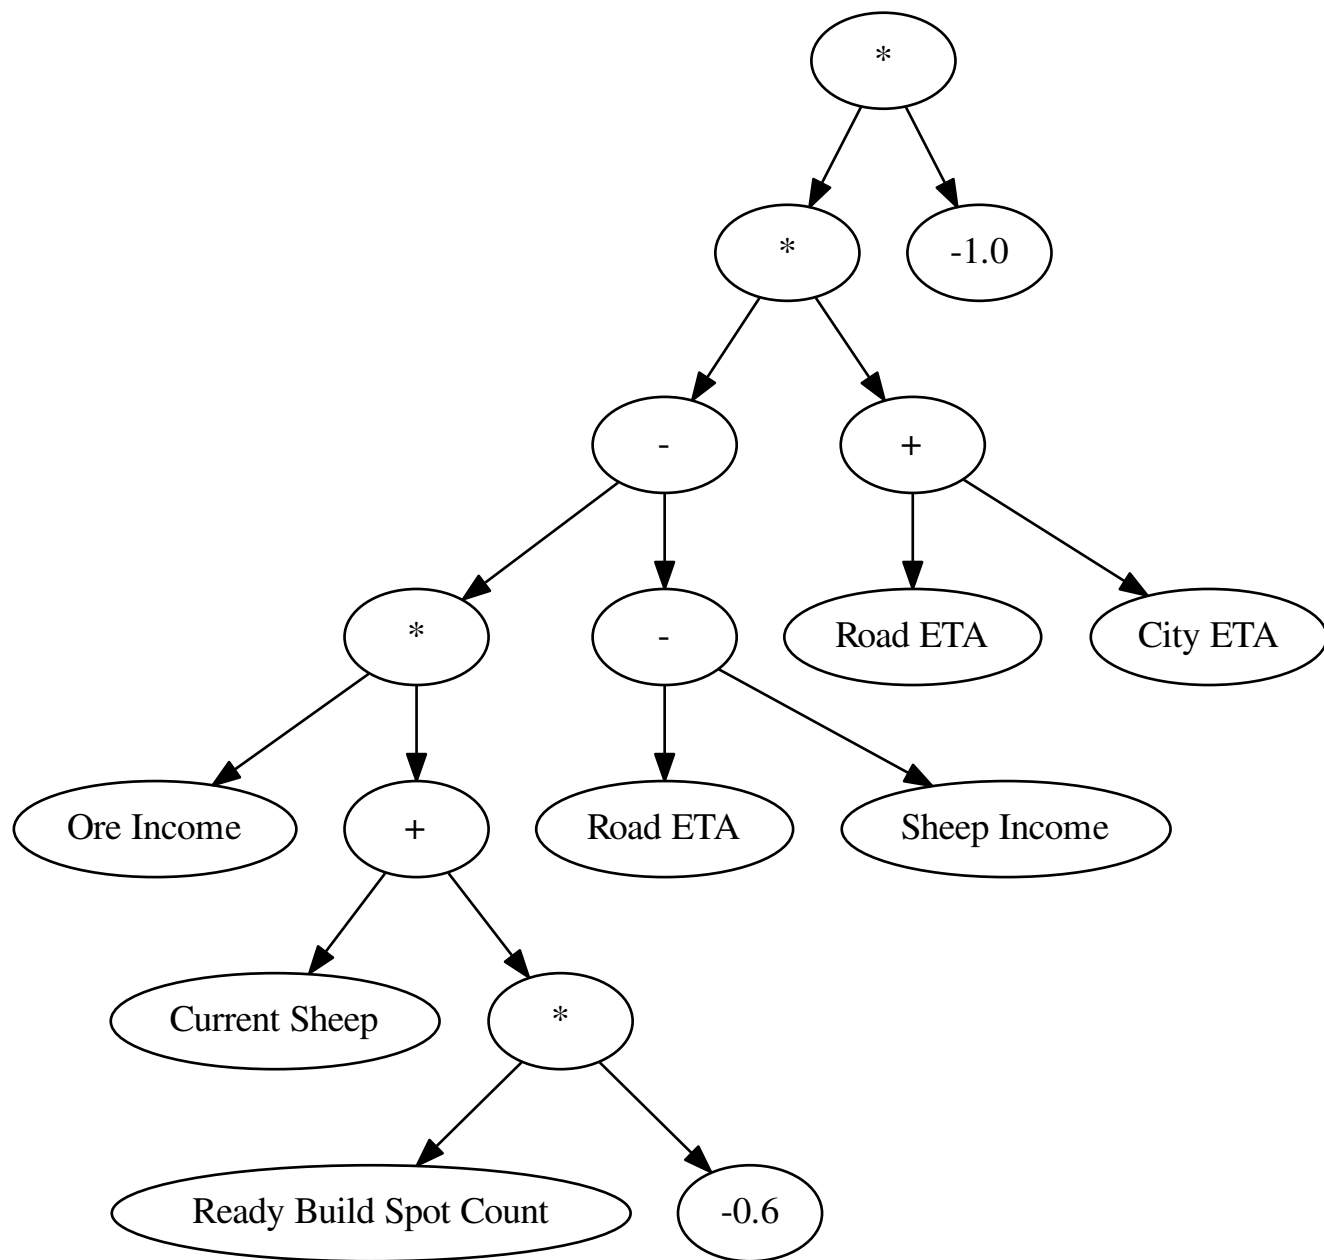 *
*
-1.0
-
+
*
-
Road ETA
City ETA
Ore Income
+
Road ETA
Sheep Income
Current Sheep
*
Ready Build Spot Count
-0.6